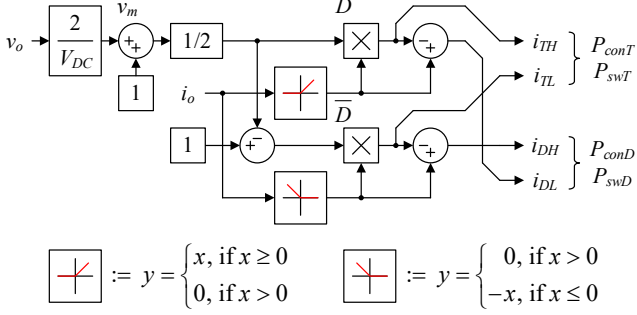 v_o 2/V_DC v_m + + 1/2 D × - + i_TH P_conT
1 i_o i_TL P_swT
D̅
1 + - × - + i_DH P_conD
i_DL P_swD
:= y = { x, if x ≥ 0
0, if x > 0
:= y = { 0, if x > 0
-x, if x ≤ 0